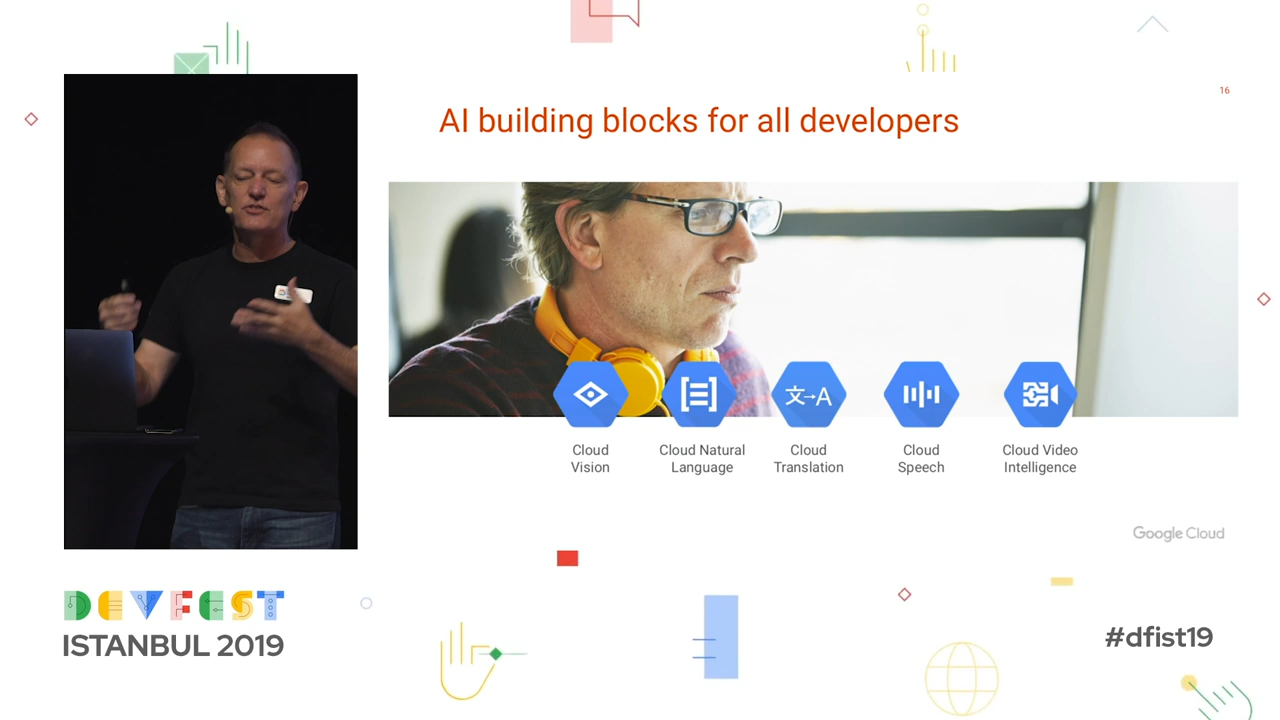 16
AI building blocks for all developers
文→A
Cloud
Vision
Cloud Natural
Language
Cloud
Translation
Cloud
Speech
Cloud Video
Intelligence
Google Cloud
DEVFEST
ISTANBUL 2019
#dfist19